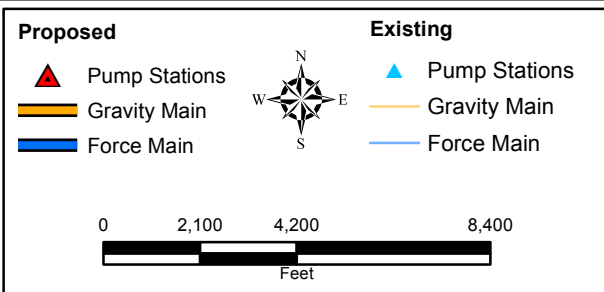 Proposed
Pump Stations
Gravity Main
Force Main
N
W E
S
Existing
Pump Stations
Gravity Main
Force Main
0 2,100 4,200 8,400
Feet